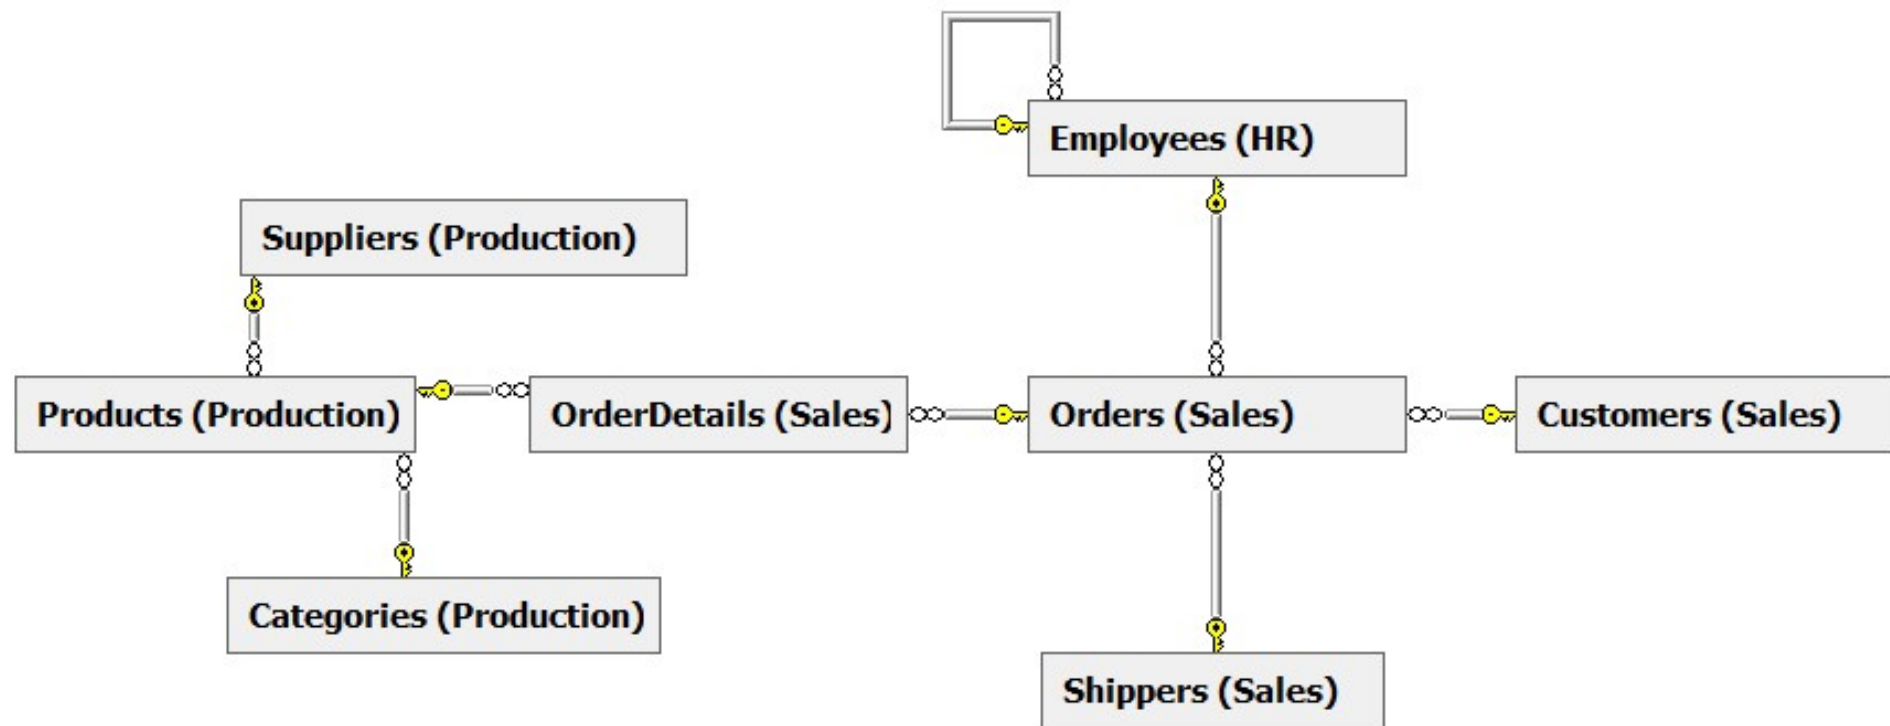 Employees (HR)
Suppliers (Production)
Products (Production)
OrderDetails (Sales)
Orders (Sales)
Customers (Sales)
Categories (Production)
Shippers (Sales)